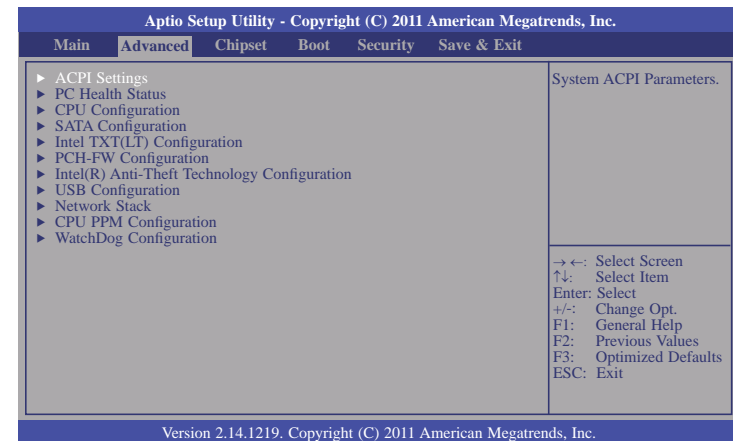 Aptio Setup Utility - Copyright (C) 2011 American Megatrends, Inc.
Main Advanced Chipset Boot Security Save & Exit
► ACPI Settings
► PC Health Status
► CPU Configuration
► SATA Configuration
► Intel TXT(LT) Configuration
► PCH-FW Configuration
► Intel(R) Anti-Theft Technology Configuration
► USB Configuration
► Network Stack
► CPU PPM Configuration
► WatchDog Configuration
System ACPI Parameters.
→←: Select Screen
↑↓: Select Item
Enter: Select
+/-: Change Opt.
F1: General Help
F2: Previous Values
F3: Optimized Defaults
ESC: Exit
Version 2.14.1219. Copyright (C) 2011 American Megatrends, Inc.